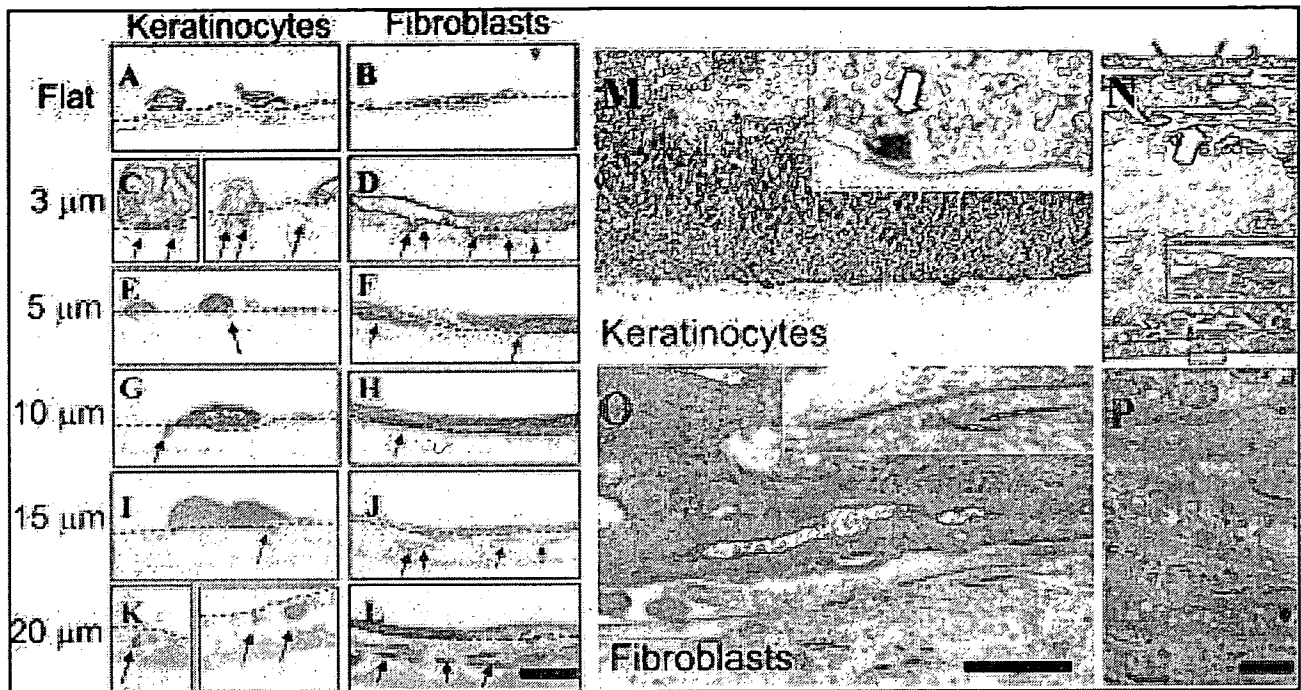 Keratinocytes Fibroblasts
Flat
A B
M
N
3 μm
C D
5 μm
E F
Keratinocytes
10 μm
G H
O
P
15 μm
I J
20 μm
K L
Fibroblasts